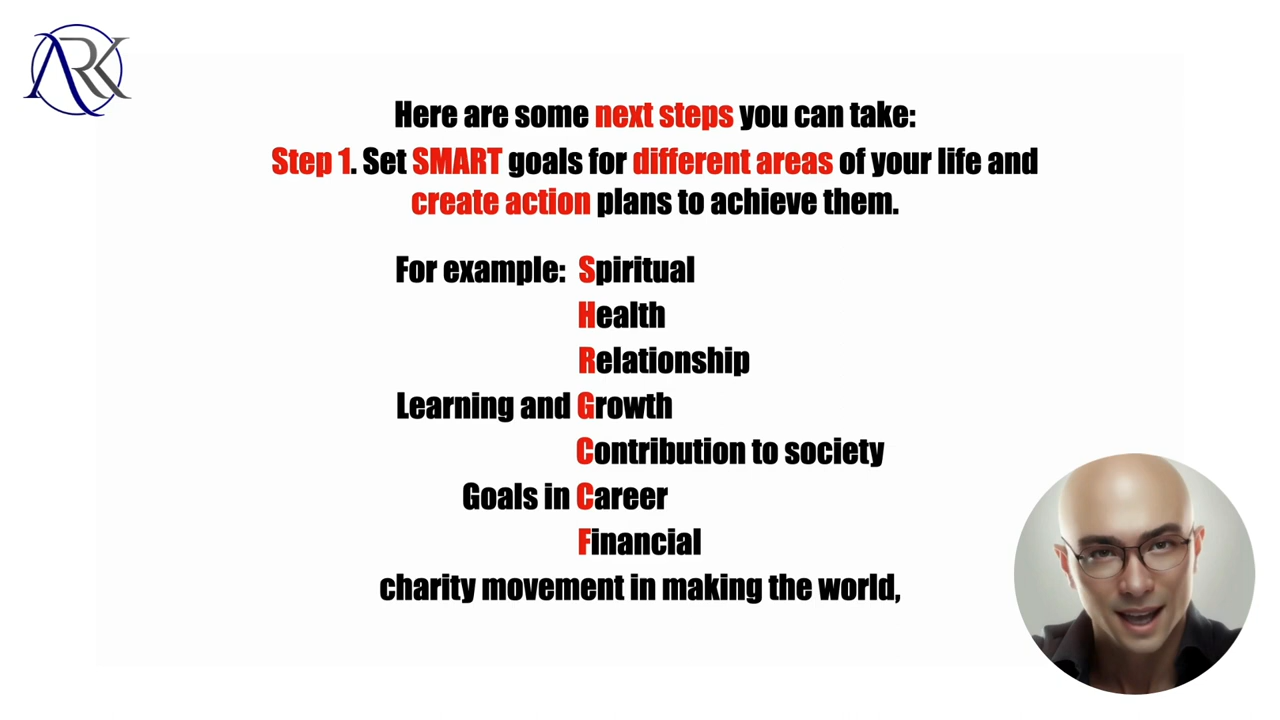 ARK
Here are some next steps you can take:
Step 1. Set SMART goals for different areas of your life and
create action plans to achieve them.
For example: Spiritual
Health
Relationship
Learning and Growth
Contribution to society
Goals in Career
Financial
charity movement in making the world,